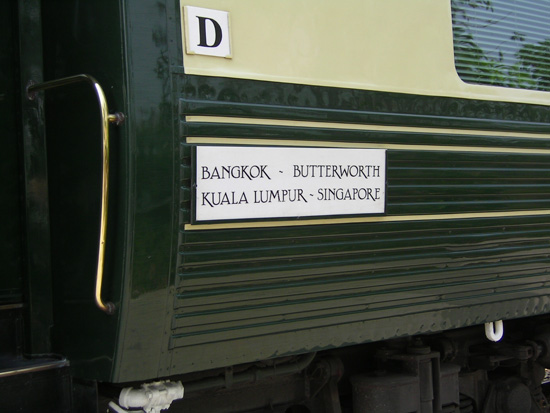 D
BANGKOK ~ BUTTERWORTH
KUALA LUMPUR ~ SINGAPORE